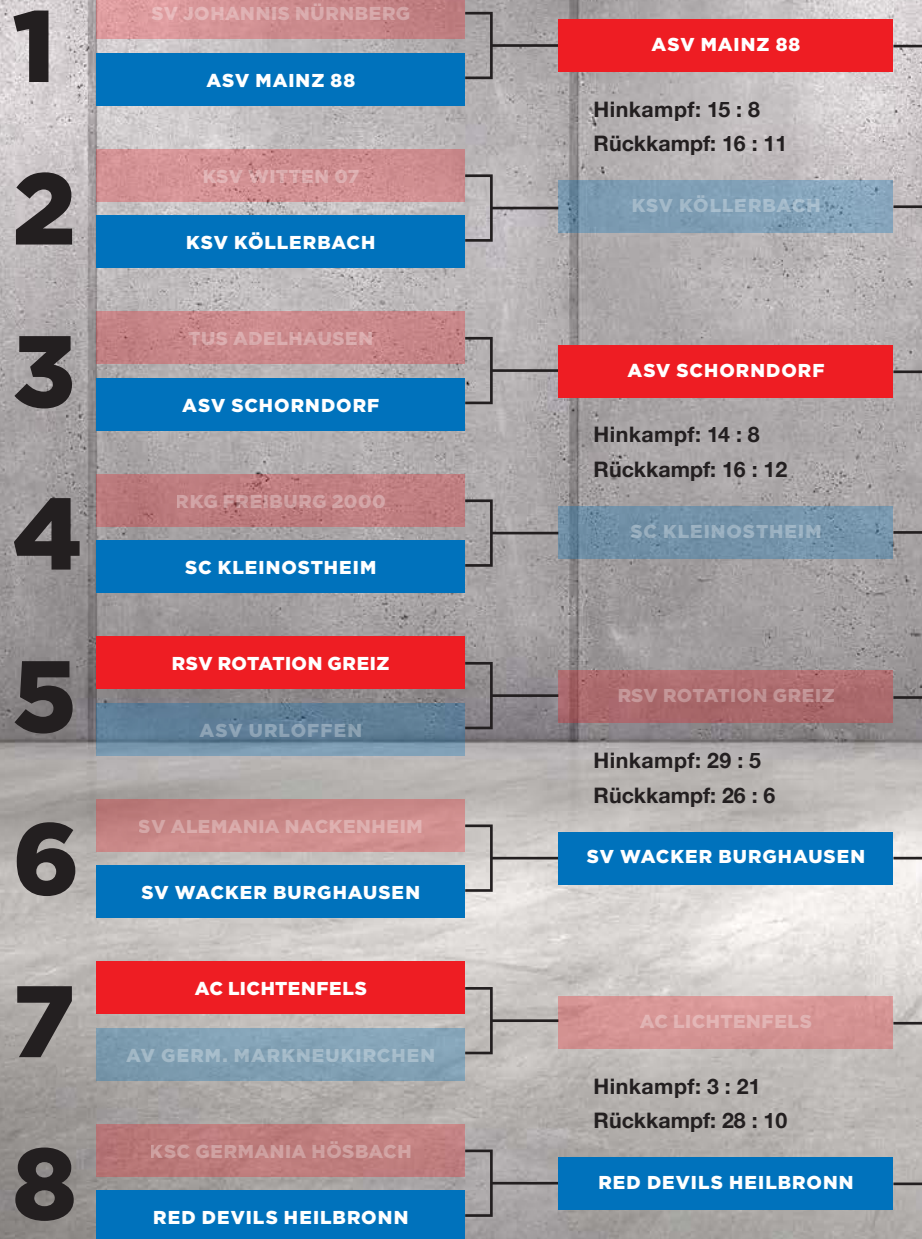 1
SV JOHANNIS NÜRNBERG
ASV MAINZ 88
2
KSV WITTEN 07
KSV KÖLLERBACH
3
TUS ADELHAUSEN
ASV SCHORNDORF
4
RKG FREIBURG 2000
SC KLEINOSTHEIM
5
RSV ROTATION GREIZ
ASV URLOFFEN
6
SV ALEMANIA NACKENHEIM
SV WACKER BURGHAUSEN
7
AC LICHTENFELS
AV GERM. MARKNEUKIRCHEN
8
KSC GERMANIA HÖSBACH
RED DEVILS HEILBRONN
ASV MAINZ 88
Hinkampf: 15 : 8
Rückkampf: 16 : 11
KSV KÖLLERBACH
ASV SCHORNDORF
Hinkampf: 14 : 8
Rückkampf: 16 : 12
SC KLEINOSTHEIM
RSV ROTATION GREIZ
Hinkampf: 29 : 5
Rückkampf: 26 : 6
SV WACKER BURGHAUSEN
AC LICHTENFELS
Hinkampf: 3 : 21
Rückkampf: 28 : 10
RED DEVILS HEILBRONN